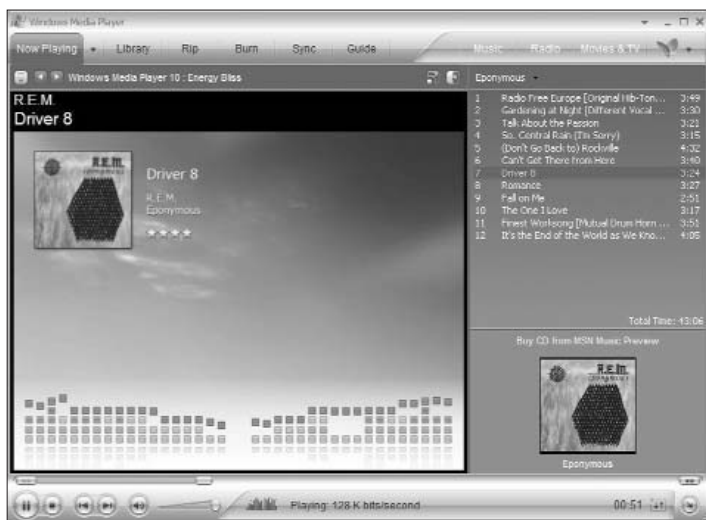 Windows Media Player
Now Playing Library Rip Burn Sync Guide Music Radio Movies & TV
Windows Media Player 10 : Energy Bliss
Eponymous
R.E.M.
Driver 8
R.E.M.
Driver 8
R.E.M.
Eponymous
1 Radio Free Europe [Original Hib-Ton... 3:49
2 Gardening at Night [Different Vocal ... 3:30
3 Talk About the Passion 3:21
4 So. Central Rain (I'm Sorry) 3:15
5 (Don't Go Back to) Rockville 4:32
6 Can't Get There from Here 3:40
7 Driver 8 3:24
8 Romance 3:27
9 Fall on Me 2:51
10 The One I Love 3:17
11 Finest Worksong [Mutual Drum Horn ... 3:51
12 It's the End of the World as We Kno... 4:05
Total Time: 43:06
Buy CD from MSN Music Preview
R.E.M.
EPONYMOUS
Eponymous
Playing: 128 K bits/second
00:51